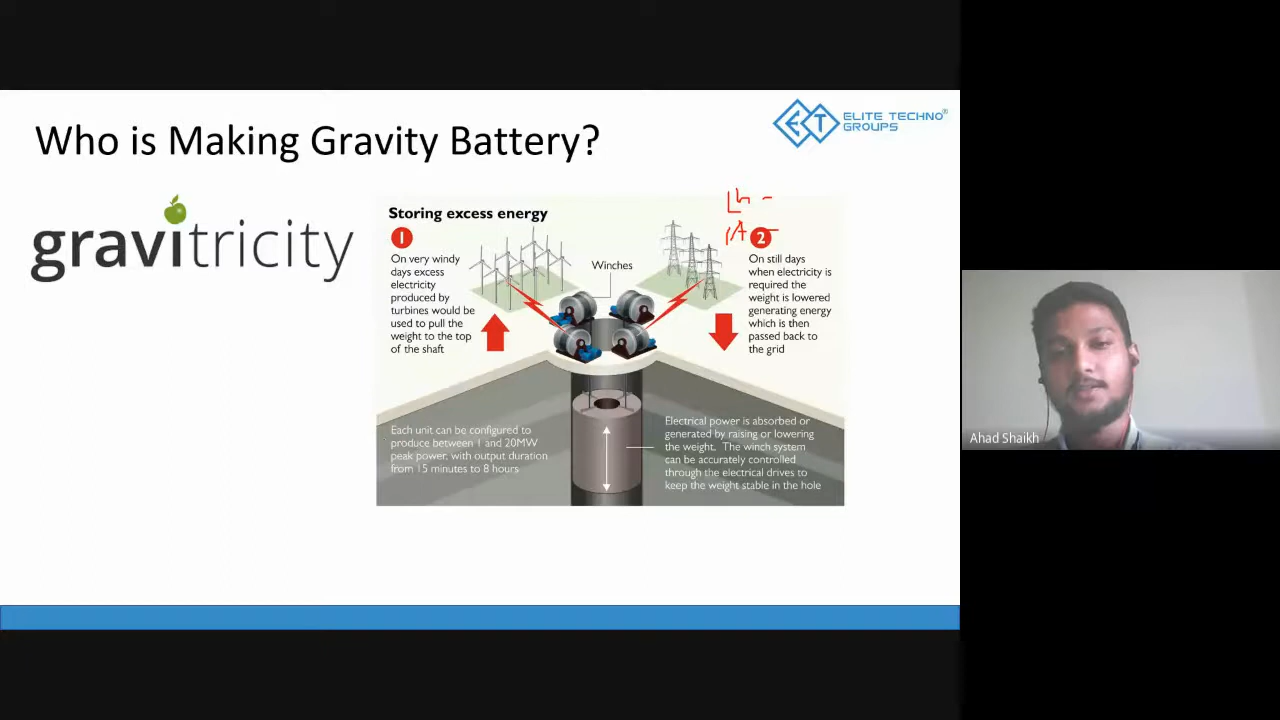 Who is Making Gravity Battery?
ELITE TECHNO®
GROUPS
ET
gravitricity
Storing excess energy
1
On very windy
days excess
electricity
produced by
turbines would be
used to pull the
weight to the top
of the shaft
Winches
2
On still days
when electricity is
required the
weight is lowered
generating energy
which is then
passed back to
the grid
Each unit can be configured to
produce between 1 and 20MW
peak power, with output duration
from 15 minutes to 8 hours
Electrical power is absorbed or
generated by raising or lowering
the weight. The winch system
can be accurately controlled
through the electrical drives to
keep the weight stable in the hole
Ahad Shaikh